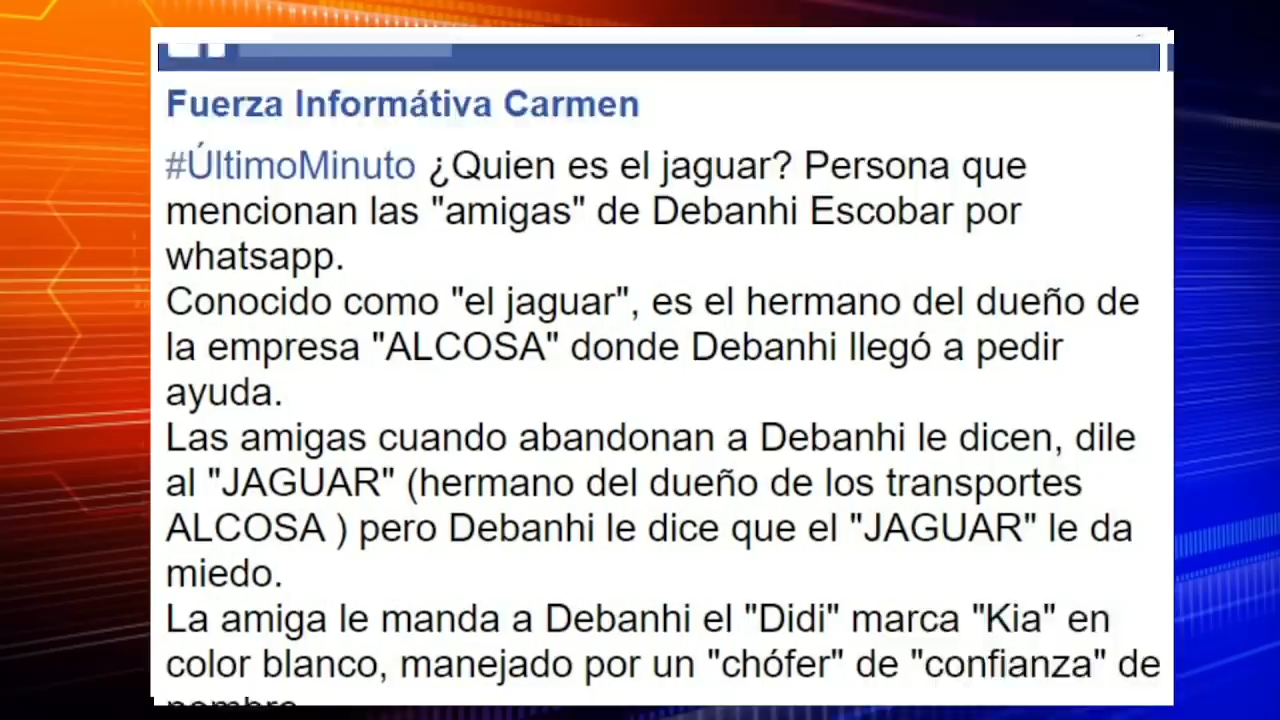 Fuerza Informátiva Carmen
#ÚltimoMinuto ¿Quien es el jaguar? Persona que
mencionan las "amigas" de Debanhi Escobar por
whatsapp.
Conocido como "el jaguar", es el hermano del dueño de
la empresa "ALCOSA" donde Debanhi llegó a pedir
ayuda.
Las amigas cuando abandonan a Debanhi le dicen, dile
al "JAGUAR" (hermano del dueño de los transportes
ALCOSA ) pero Debanhi le dice que el "JAGUAR" le da
miedo.
La amiga le manda a Debanhi el "Didi" marca "Kia" en
color blanco, manejado por un "chófer" de "confianza" de